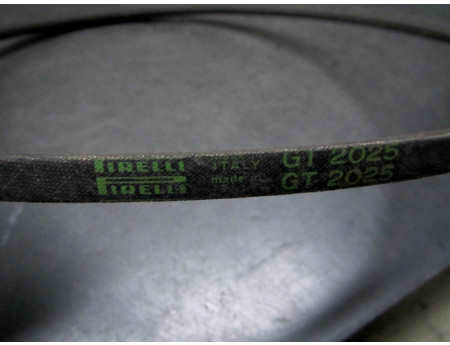 PIRELLI ITALY GT 2025
PIRELLI made in GT 2025